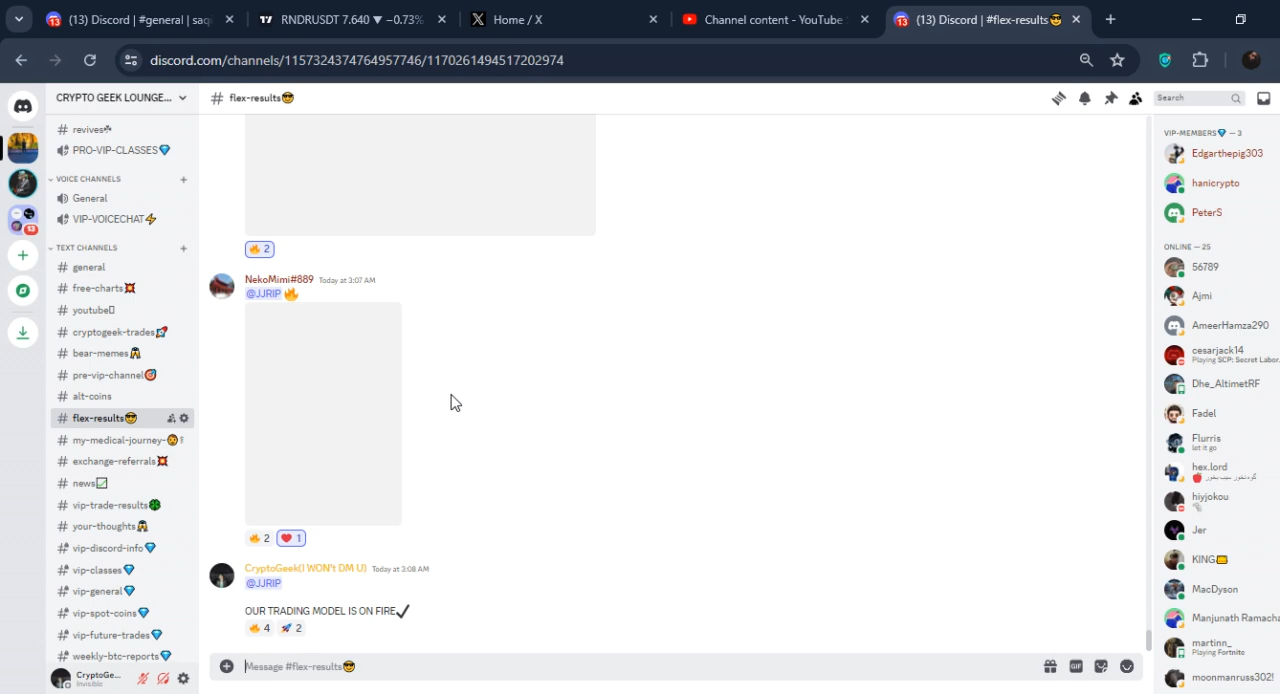 (13) Discord | #general | saqi
RNDRUSDT 7.640 ▼ −0.73%
Home / X
Channel content - YouTube
(13) Discord | #flex-results😎
discord.com/channels/1157324374764957746/1170261494517202974
CRYPTO GEEK LOUNGE...
# revives
PRO-VIP-CLASSES💎
VOICE CHANNELS
General
VIP-VOICECHAT⚡
TEXT CHANNELS
# general
# free-charts💥
# youtube
# cryptogeek-trades🚀
# bear-memes
# pre-vip-channel🎯
# alt-coins
# flex-results😎
# my-medical-journey-
# exchange-referrals💥
# news
# vip-trade-results🍀
# your-thoughts
# vip-discord-info💎
# vip-classes💎
# vip-general💎
# vip-spot-coins💎
# vip-future-trades💎
# weekly-btc-reports💎
CryptoGe...
Invisible
13
# flex-results😎
Search
🔥 2
NekoMimi#889 Today at 3:07 AM
@JJRIP 🔥
🔥 2 ❤️ 1
CryptoGeek(I WON't DM U) Today at 3:08 AM
@JJRIP
OUR TRADING MODEL IS ON FIRE✓
🔥 4 🚀 2
Message #flex-results😎
GIF
VIP-MEMBERS💎 — 3
Edgarthepig303
hanicrypto
PeterS
ONLINE — 25
56789
Ajmi
AmeerHamza290
cesarjack14
Playing SCP: Secret Labor.
Dhe_AltimetRF
Fadel
Flurris
let it go
hex.lord
hiyjokou
Jer
KING
MacDyson
Manjunath Ramacha
martinn_
Playing Fortnite
moonmanruss302!